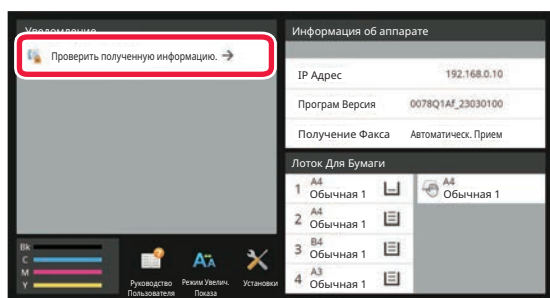 Уведомление
Проверить полученную информацию. →
Информация об аппарате
IP Адрес 192.168.0.10
Програм Версия 0078Q1Af_23030100
Получение Факса Автоматическ. Прием
Лоток Для Бумаги
1 A4
Обычная 1
A4
Обычная 1
2 A4
Обычная 1
3 B4
Обычная 1
4 A3
Обычная 1
Bk
C
M
Y
Руководство
Пользователя
Режим Увелич.
Показа
Установки